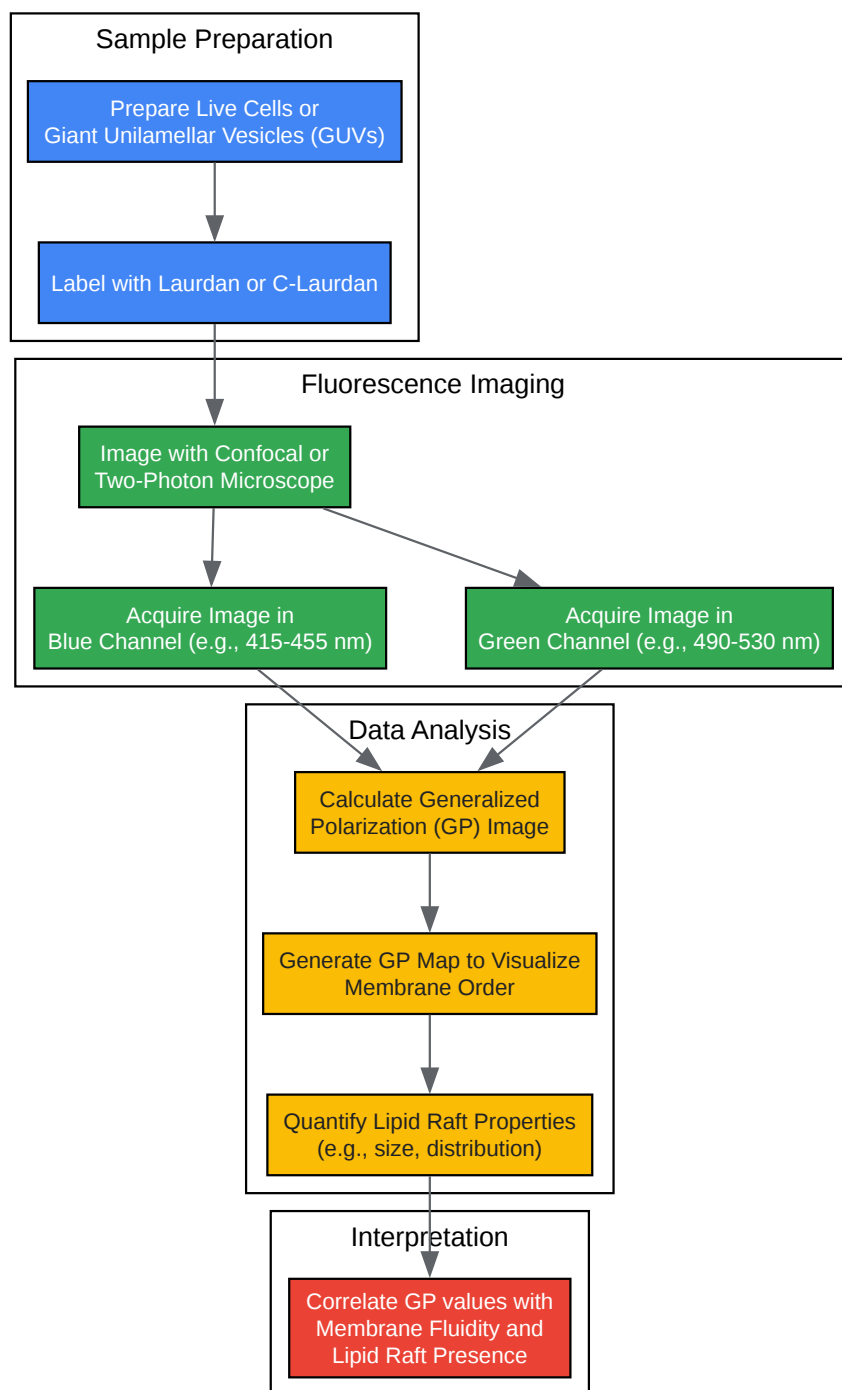 Sample Preparation
Prepare Live Cells or
Giant Unilamellar Vesicles (GUVs)
Label with Laurdan or C-Laurdan
Fluorescence Imaging
Image with Confocal or
Two-Photon Microscope
Acquire Image in
Blue Channel (e.g., 415-455 nm)
Acquire Image in
Green Channel (e.g., 490-530 nm)
Data Analysis
Calculate Generalized
Polarization (GP) Image
Generate GP Map to Visualize
Membrane Order
Quantify Lipid Raft Properties
(e.g., size, distribution)
Interpretation
Correlate GP values with
Membrane Fluidity and
Lipid Raft Presence